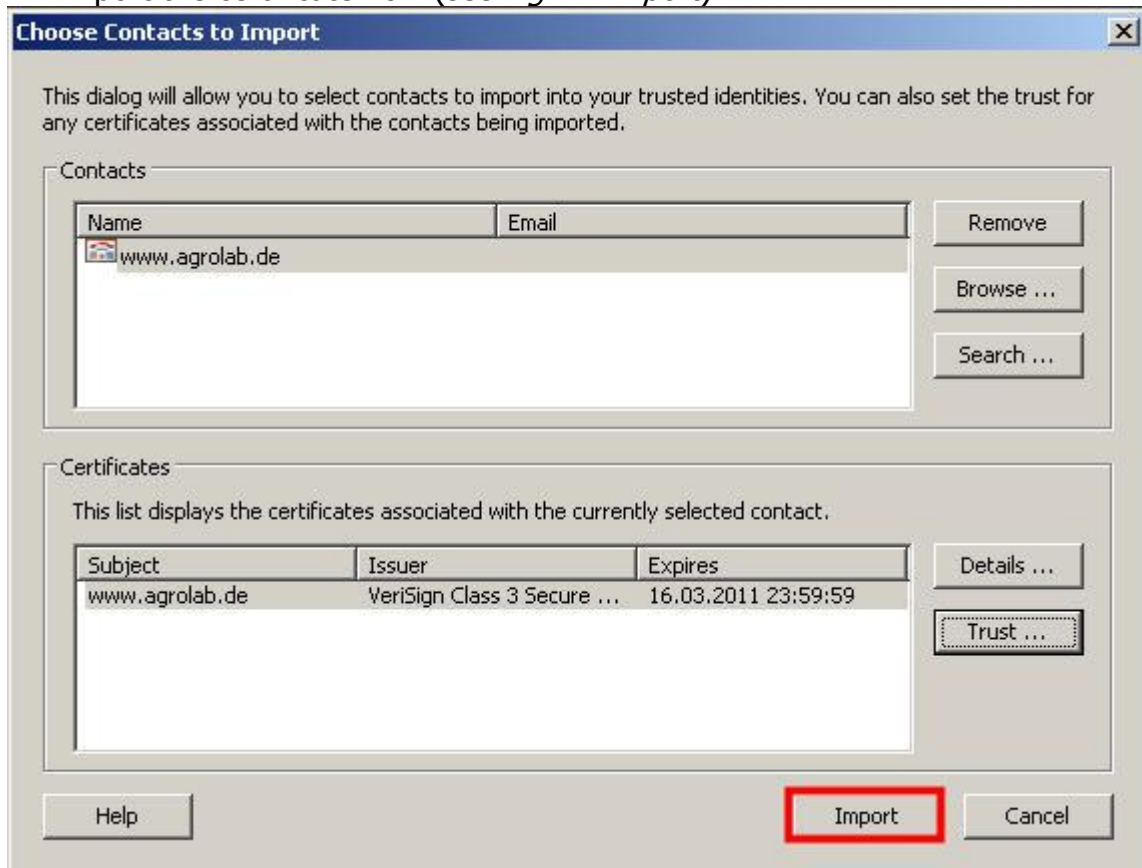 Choose Contacts to Import
This dialog will allow you to select contacts to import into your trusted identities. You can also set the trust for
any certificates associated with the contacts being imported.
Contacts
Name Email
www.agrolab.de
Remove
Browse ...
Search ...
Certificates
This list displays the certificates associated with the currently selected contact.
Subject Issuer Expires
www.agrolab.de VeriSign Class 3 Secure ... 16.03.2011 23:59:59
Details ...
Trust ...
Help Import Cancel